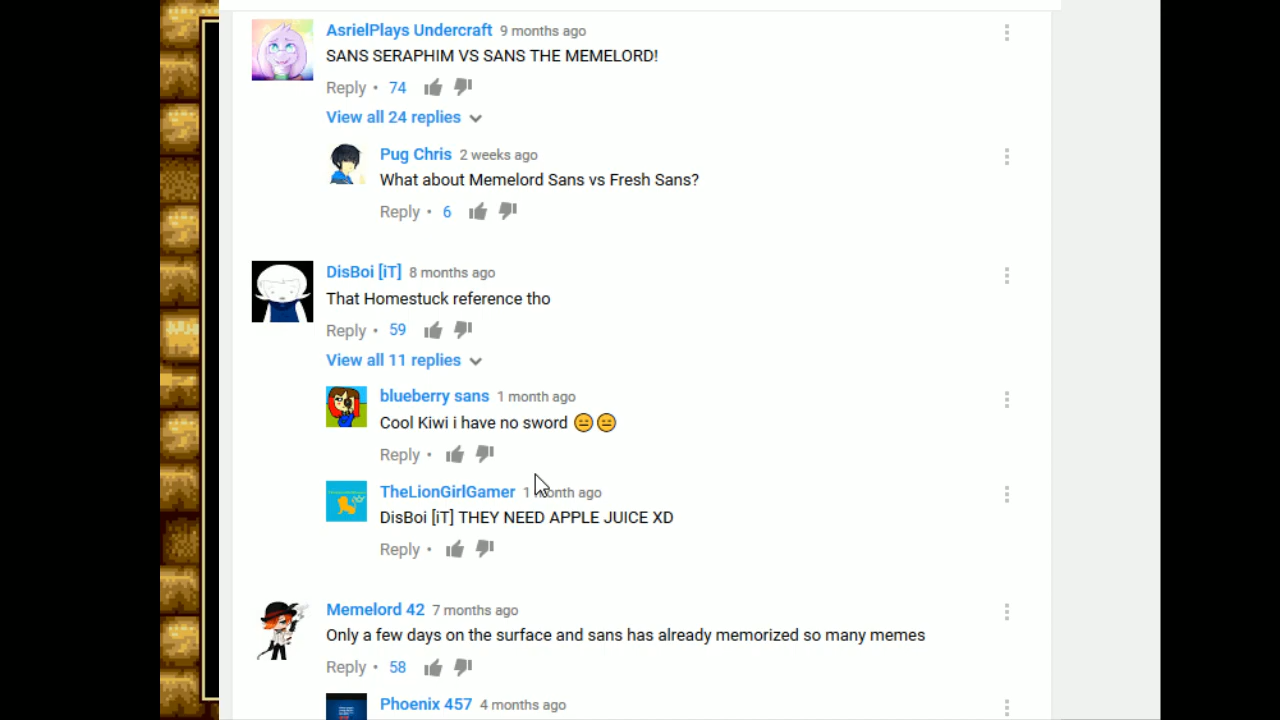 AsrielPlays Undercraft 9 months ago
SANS SERAPHIM VS SANS THE MEMELORD!
Reply • 74
View all 24 replies
Pug Chris 2 weeks ago
What about Memelord Sans vs Fresh Sans?
Reply • 6
DisBoi [iT] 8 months ago
That Homestuck reference tho
Reply • 59
View all 11 replies
blueberry sans 1 month ago
Cool Kiwi i have no sword 😑😑
Reply •
TheLionGirlGamer 1 month ago
DisBoi [iT] THEY NEED APPLE JUICE XD
Reply •
Memelord 42 7 months ago
Only a few days on the surface and sans has already memorized so many memes
Reply • 58
Phoenix 457 4 months ago